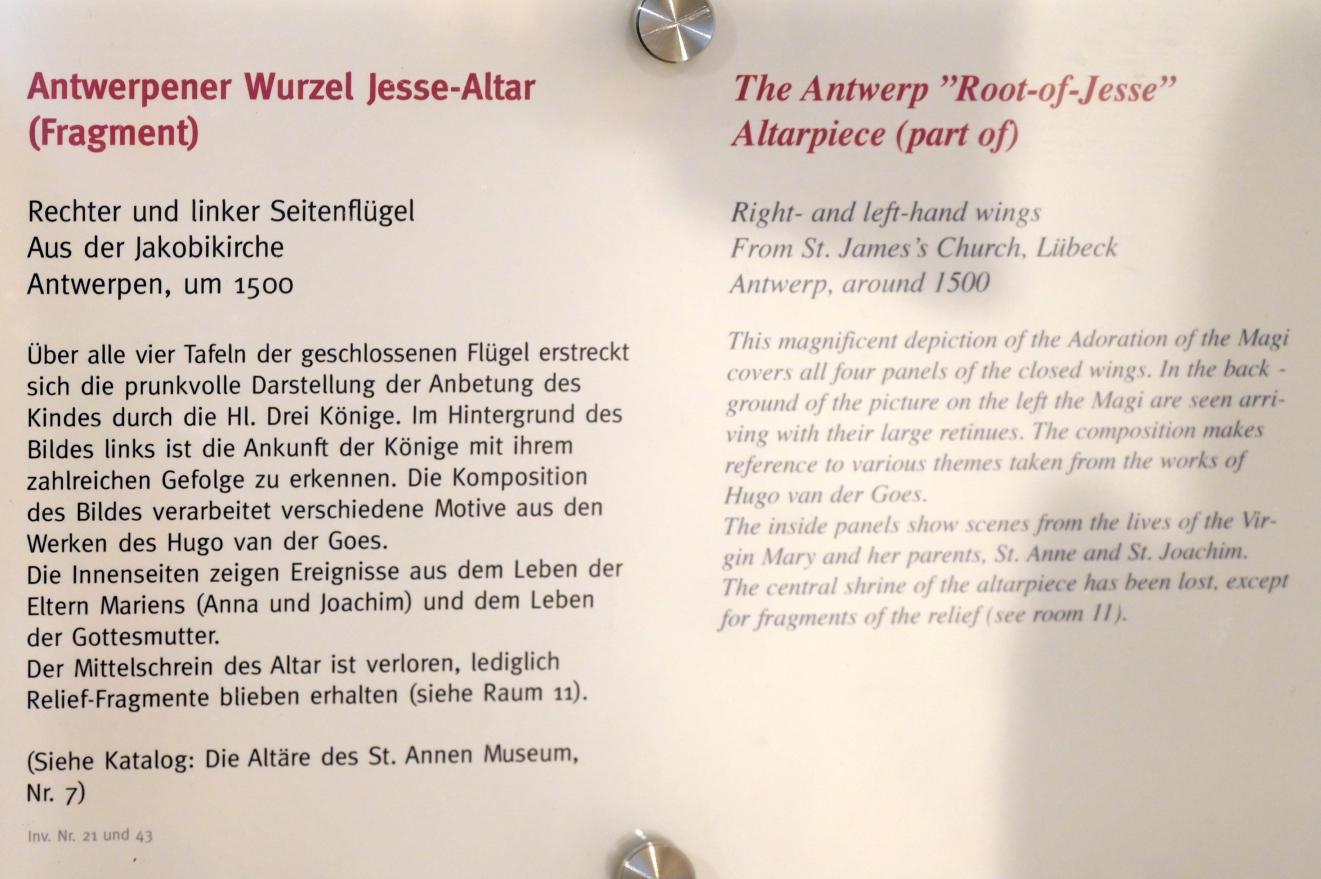 Antwerpener Wurzel Jesse-Altar
(Fragment)
Rechter und linker Seitenflügel
Aus der Jakobikirche
Antwerpen, um 1500
Über alle vier Tafeln der geschlossenen Flügel erstreckt
sich die prunkvolle Darstellung der Anbetung des
Kindes durch die Hl. Drei Könige. Im Hintergrund des
Bildes links ist die Ankunft der Könige mit ihrem
zahlreichen Gefolge zu erkennen. Die Komposition
des Bildes verarbeitet verschiedene Motive aus den
Werken des Hugo van der Goes.
Die Innenseiten zeigen Ereignisse aus dem Leben der
Eltern Mariens (Anna und Joachim) und dem Leben
der Gottesmutter.
Der Mittelschrein des Altar ist verloren, lediglich
Relief-Fragmente blieben erhalten (siehe Raum 11).
(Siehe Katalog: Die Altäre des St. Annen Museum,
Nr. 7)
Inv. Nr. 21 und 43
The Antwerp ”Root-of-Jesse”
Altarpiece (part of)
Right- and left-hand wings
From St. James's Church, Lübeck
Antwerp, around 1500
This magnificent depiction of the Adoration of the Magi
covers all four panels of the closed wings. In the back -
ground of the picture on the left the Magi are seen arri-
ving with their large retinues. The composition makes
reference to various themes taken from the works of
Hugo van der Goes.
The inside panels show scenes from the lives of the Vir-
gin Mary and her parents, St. Anne and St. Joachim.
The central shrine of the altarpiece has been lost, except
for fragments of the relief (see room 11).